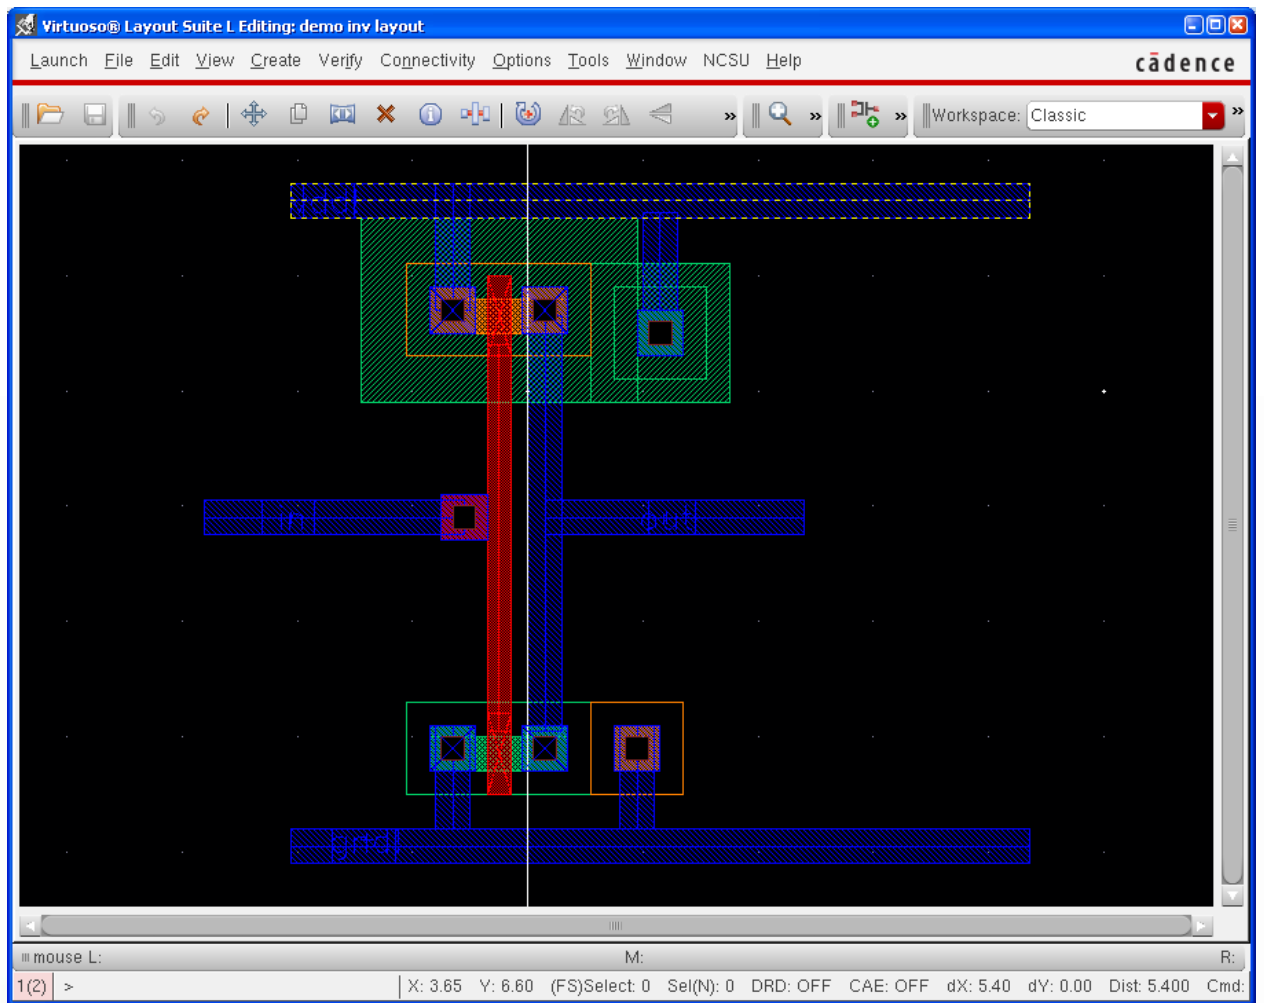 Virtuoso® Layout Suite L Editing: demo inv layout
Launch File Edit View Create Verify Connectivity Options Tools Window NCSU Help
cādence
Workspace: Classic
vdd!
in
out
gnd!
mouse L: M: R:
1(2) > X: 3.65 Y: 6.60 (FS)Select: 0 Sel(N): 0 DRD: OFF CAE: OFF dX: 5.40 dY: 0.00 Dist: 5.400 Cmd: